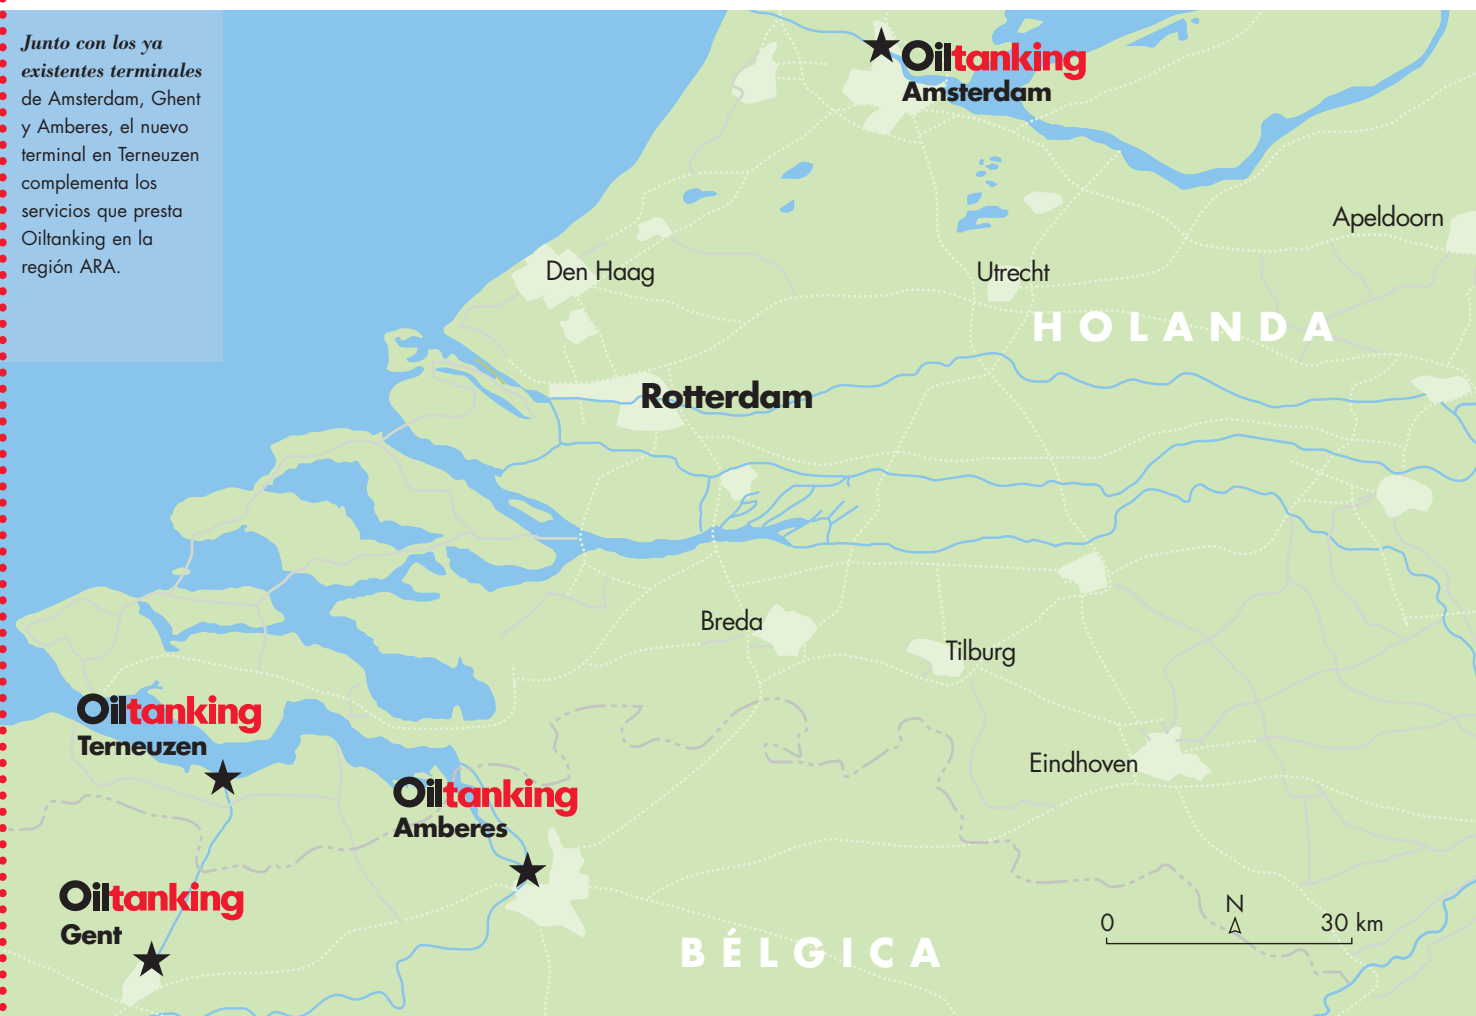 Junto con los ya
existentes terminales
de Amsterdam, Ghent
y Amberes, el nuevo
terminal en Terneuzen
complementa los
servicios que presta
Oiltanking en la
región ARA.
Oiltanking
Amsterdam
Apeldoorn
Den Haag
Utrecht
HOLANDA
Rotterdam
Breda
Tilburg
Oiltanking
Terneuzen
Eindhoven
Oiltanking
Amberes
Oiltanking
Gent
BÉLGICA
N
0 30 km